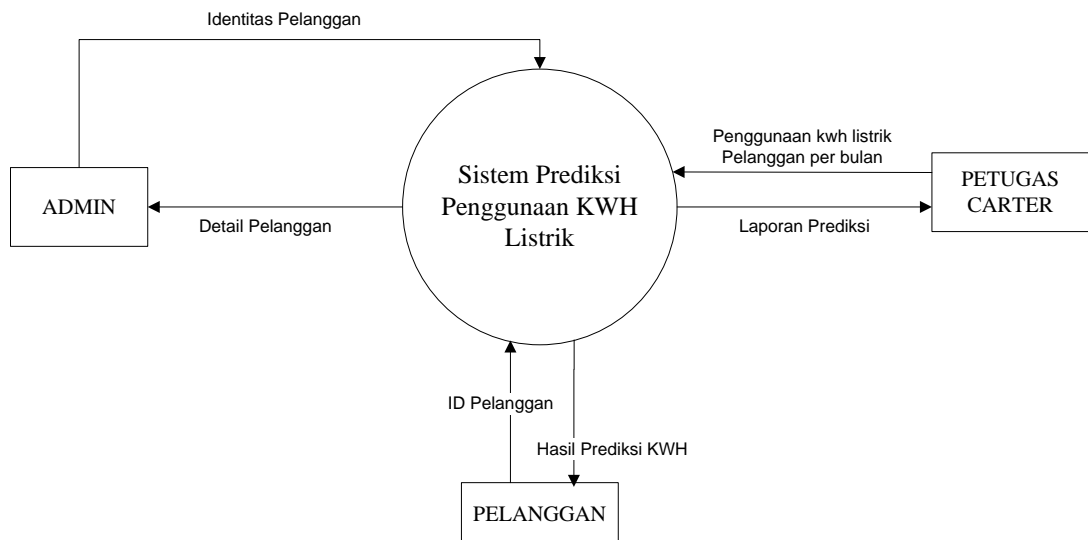 Identitas Pelanggan
Penggunaan kwh listrik
Pelanggan per bulan
ADMIN
Detail Pelanggan
Sistem Prediksi
Penggunaan KWH
Listrik
PETUGAS
CARTER
Laporan Prediksi
ID Pelanggan
Hasil Prediksi KWH
PELANGGAN